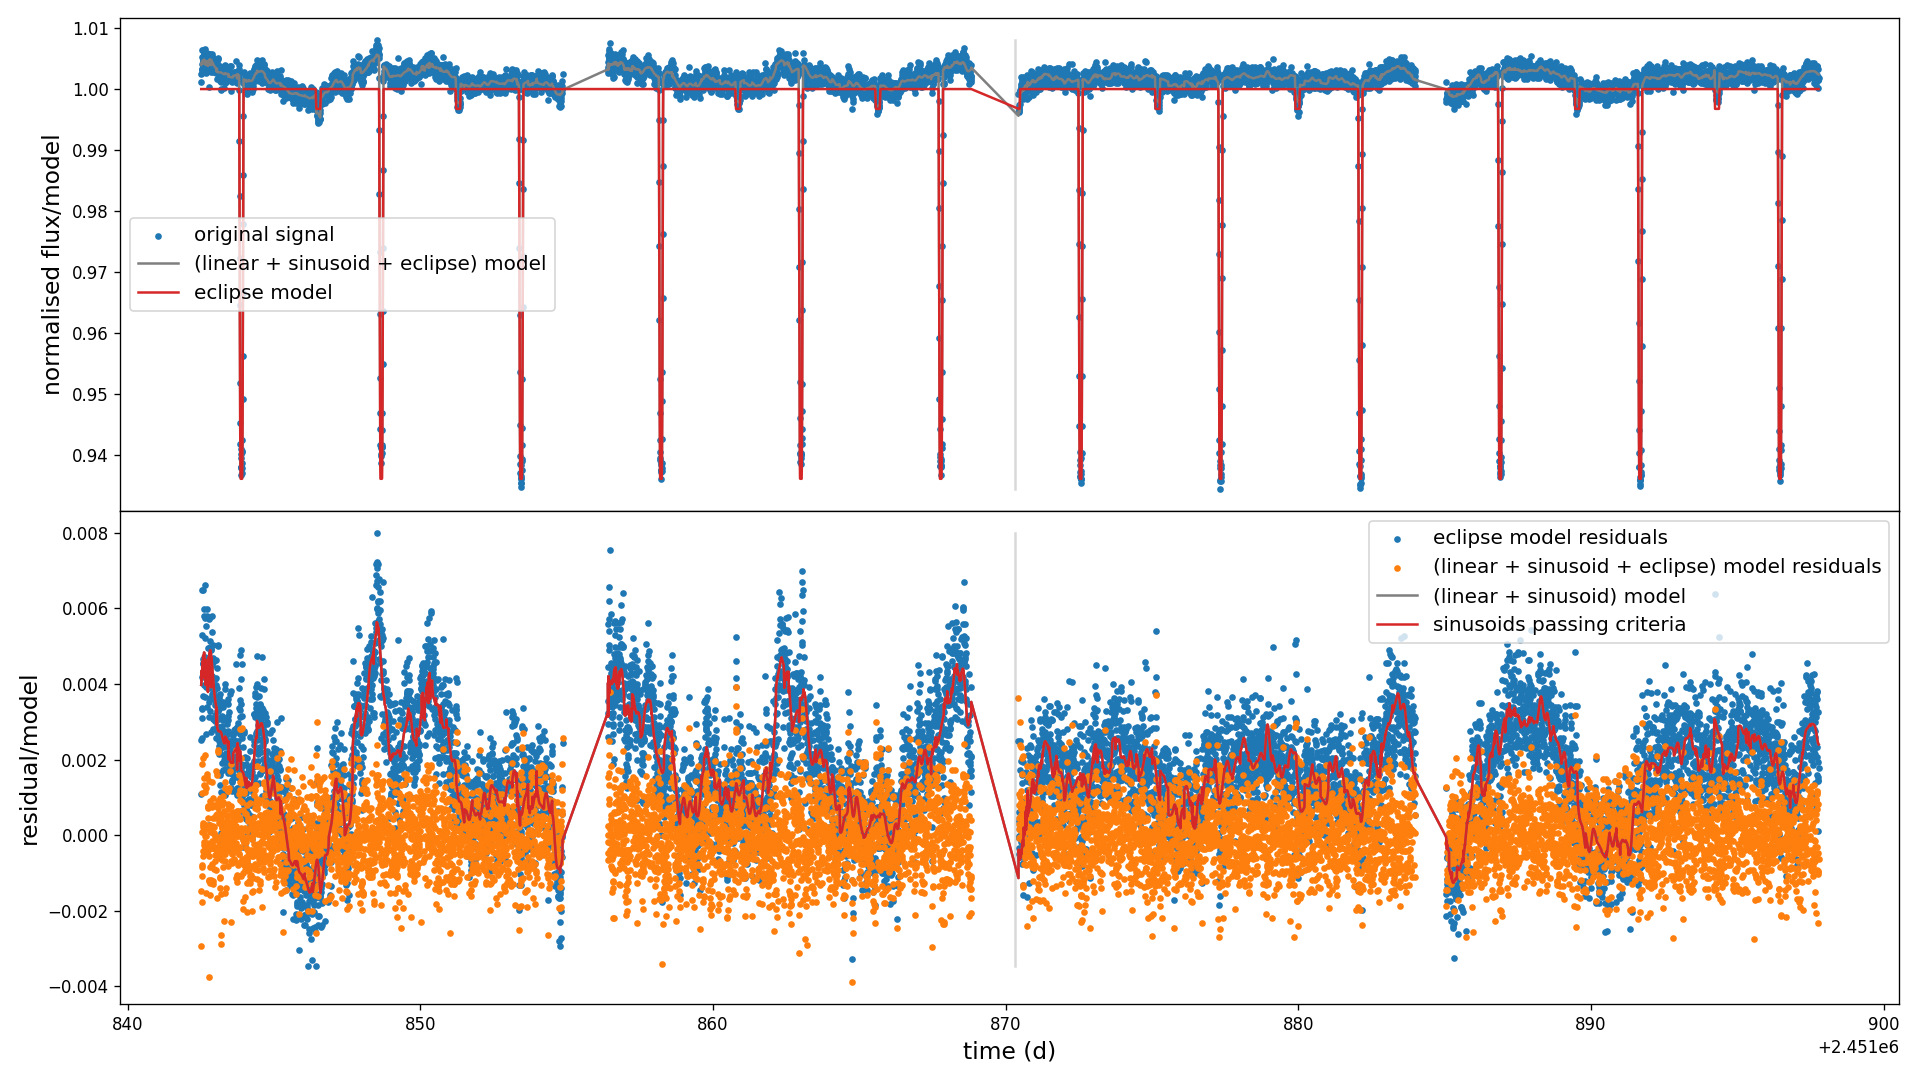 1.01
1.00
0.99
0.98
0.97
0.96
0.95
0.94
normalised flux/model
original signal
(linear + sinusoid + eclipse) model
eclipse model
0.008
0.006
0.004
0.002
0.000
−0.002
−0.004
residual/model
eclipse model residuals
(linear + sinusoid + eclipse) model residuals
(linear + sinusoid) model
sinusoids passing criteria
840
850
860
870
880
890
900
time (d)
+2.451e6